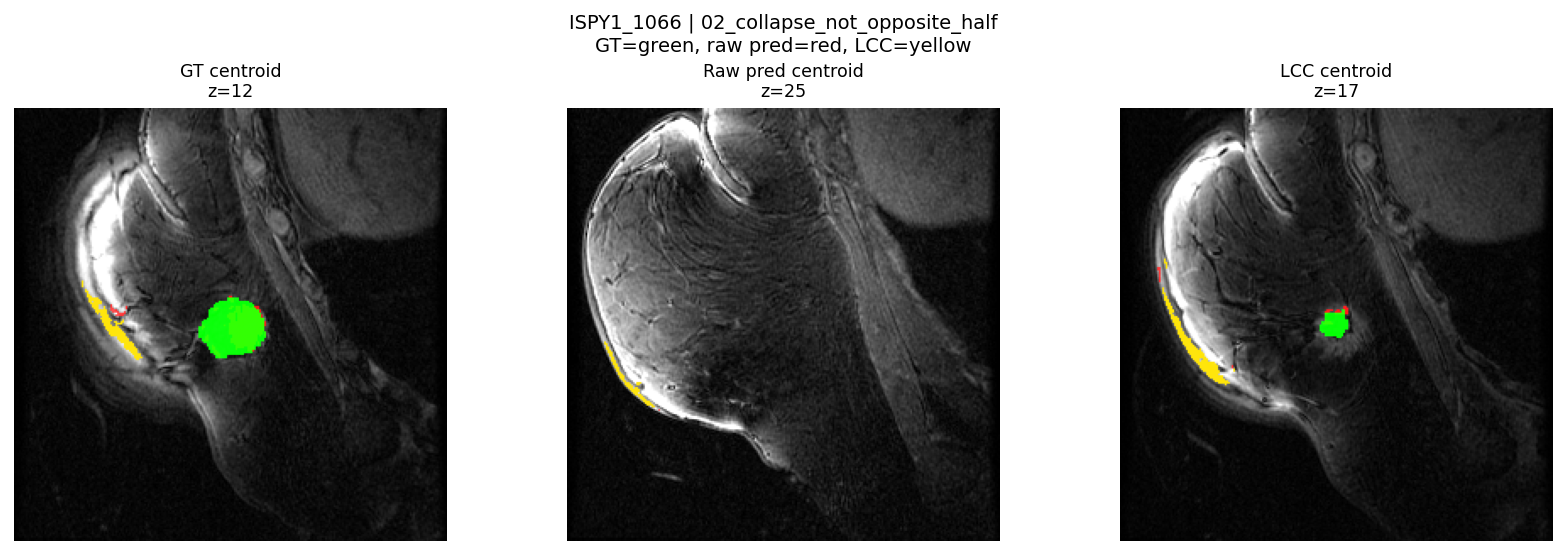 ISPY1_1066 | 02_collapse_not_opposite_half
GT=green, raw pred=red, LCC=yellow
GT centroid
z=12
Raw pred centroid
z=25
LCC centroid
z=17